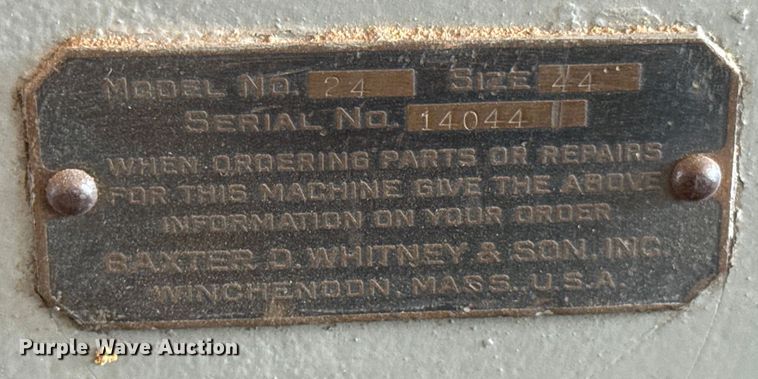 MODEL NO. 24 SIZE 44"
SERIAL NO. 14044
WHEN ORDERING PARTS OR REPAIRS
FOR THIS MACHINE GIVE THE ABOVE
INFORMATION ON YOUR ORDER
BAXTER D. WHITNEY & SON, INC.
WINCHENDON, MASS., U.S.A.
Purple Wave Auction